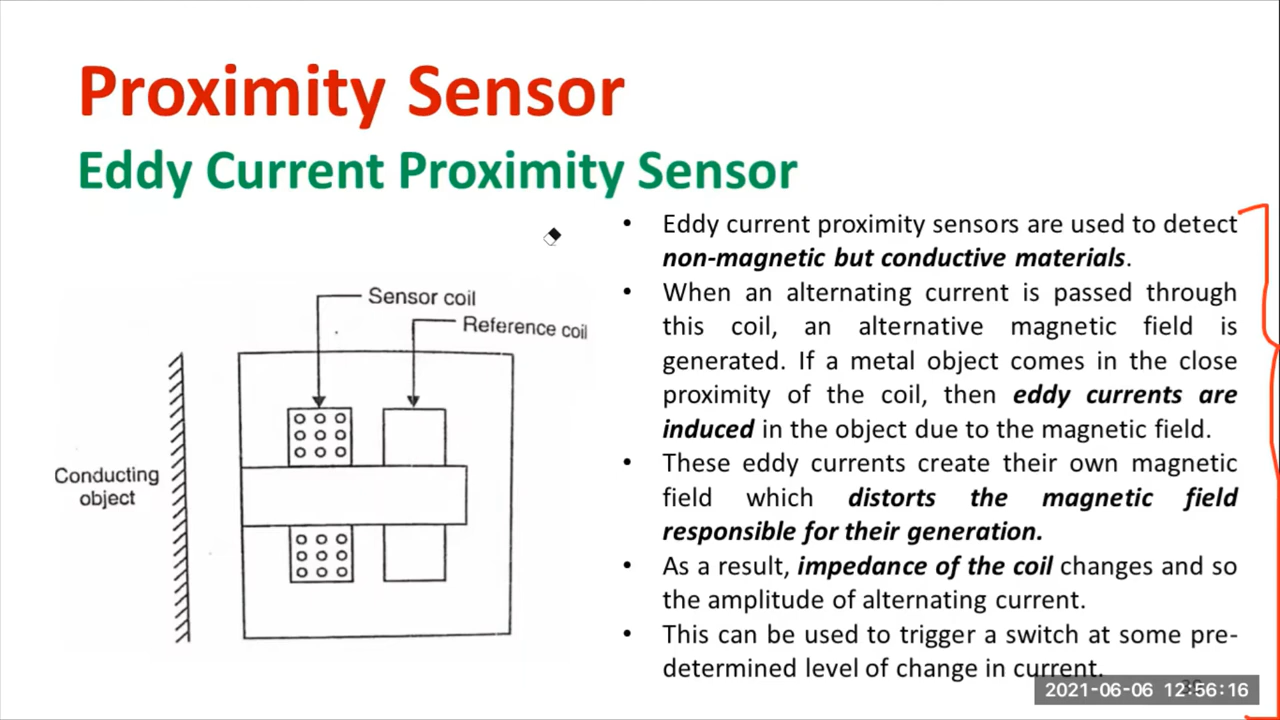 Proximity Sensor
Eddy Current Proximity Sensor
Sensor coil
Reference coil
Conducting
object
• Eddy current proximity sensors are used to detect
non-magnetic but conductive materials.
• When an alternating current is passed through
this coil, an alternative magnetic field is
generated. If a metal object comes in the close
proximity of the coil, then eddy currents are
induced in the object due to the magnetic field.
• These eddy currents create their own magnetic
field which distorts the magnetic field
responsible for their generation.
• As a result, impedance of the coil changes and so
the amplitude of alternating current.
• This can be used to trigger a switch at some pre-
determined level of change in current.
2021-06-06 12:56:16